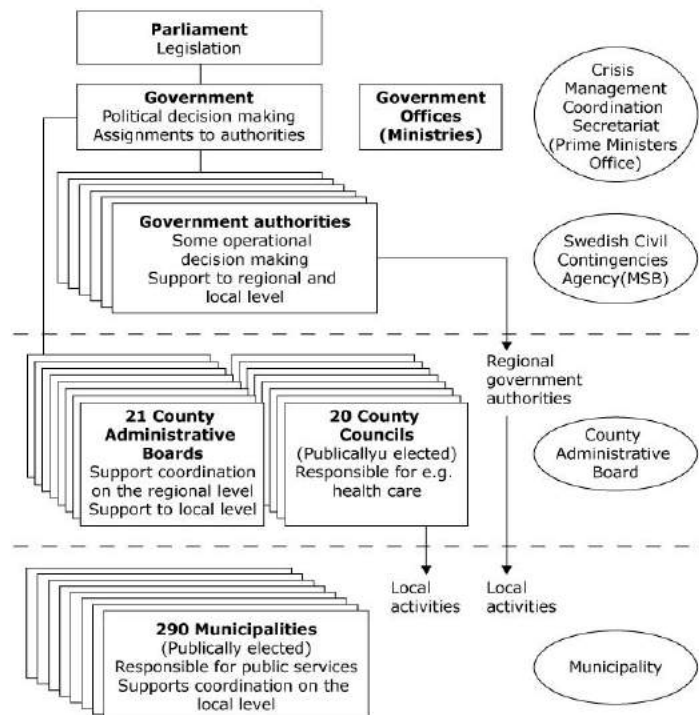 Parliament
Legislation
Government
Political decision making
Assignments to authorities
Government
Offices
(Ministries)
Crisis
Management
Coordination
Secretariat
(Prime Ministers
Office)
Government authorities
Some operational
decision making
Support to regional and
local level
Swedish Civil
Contingencies
Agency(MSB)
21 County
Administrative
Boards
Support coordination
on the regional level
Support to local level
20 County
Councils
(Publicallyu elected)
Responsible for e.g.
health care
Regional
government
authorities
County
Administrative
Board
Local
activities
Local
activities
290 Municipalities
(Publically elected)
Responsible for public services
Supports coordination on the
local level
Municipality